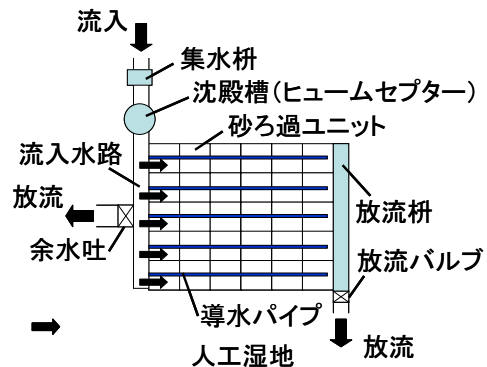 流入
集水枡
沈殿槽（ヒュームセプター）
砂ろ過ユニット
流入水路
放流
余水吐
放流枡
放流バルブ
導水パイプ
放流
人工湿地